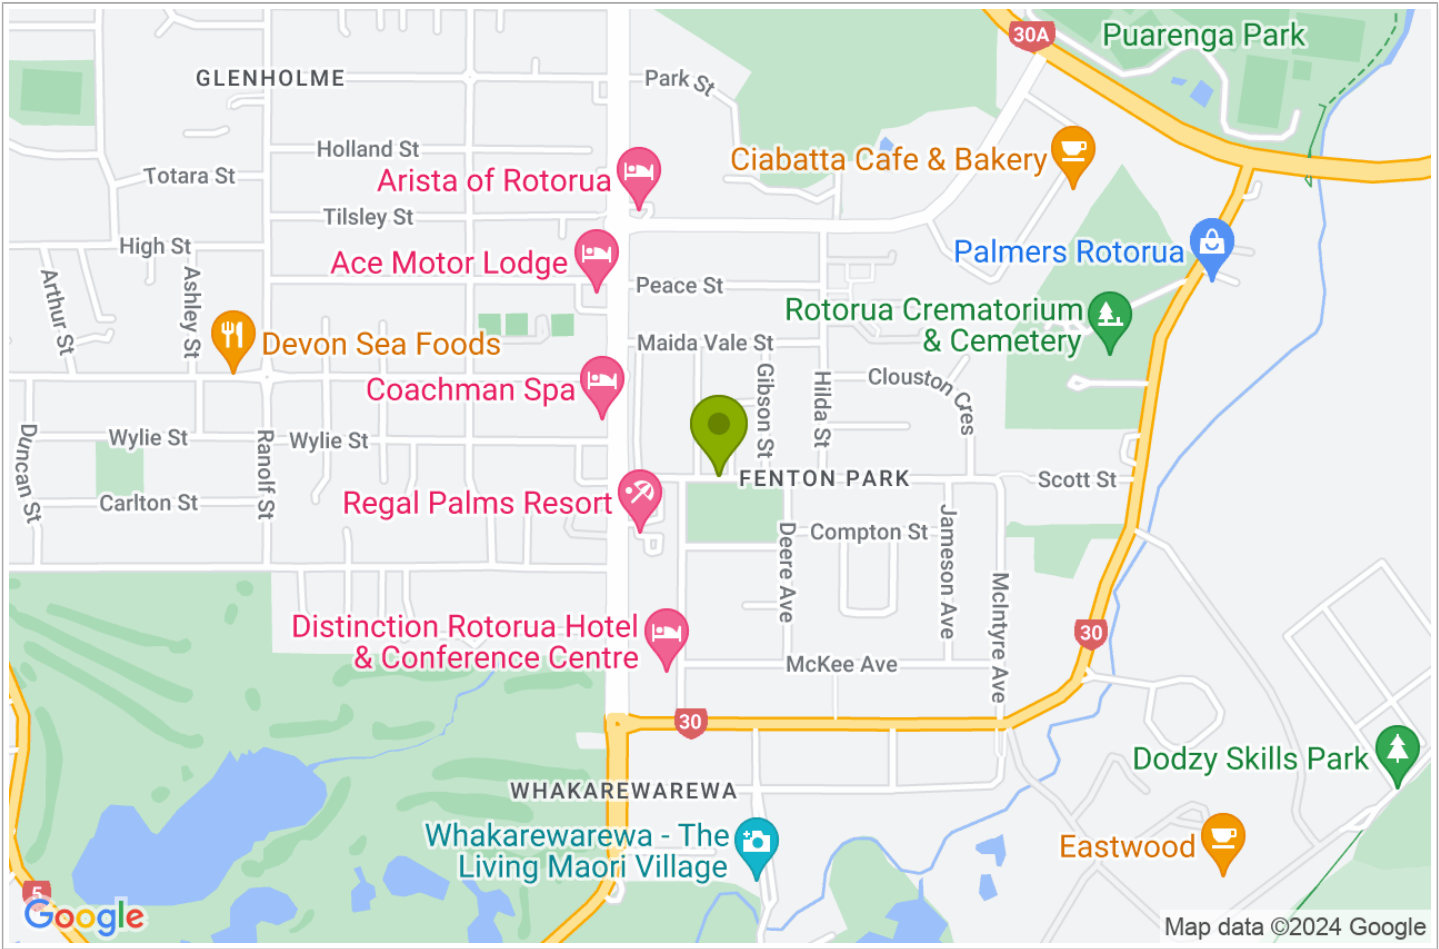 30A
Puarenga Park
GLENHOLME
Park St
Holland St
Ciabatta Cafe & Bakery
Totara St
Arista of Rotorua
Tilsley St
High St
Palmers Rotorua
Ace Motor Lodge
Peace St
Arthur St
Ashley St
Rotorua Crematorium
& Cemetery
Devon Sea Foods
Maida Vale St
Coachman Spa
Gibson St
Hilda St
Clouston Cres
Duncan St
Wylie St
Ranolf St
Wylie St
FENTON PARK
Scott St
Carlton St
Regal Palms Resort
Deere Ave
Compton St
Jameson Ave
McIntyre Ave
Distinction Rotorua Hotel
& Conference Centre
30
McKee Ave
30
Dodzy Skills Park
WHAKAREWAREWA
Whakarewarewa - The
Living Maori Village
Eastwood
5
Google
Map data ©2024 Google